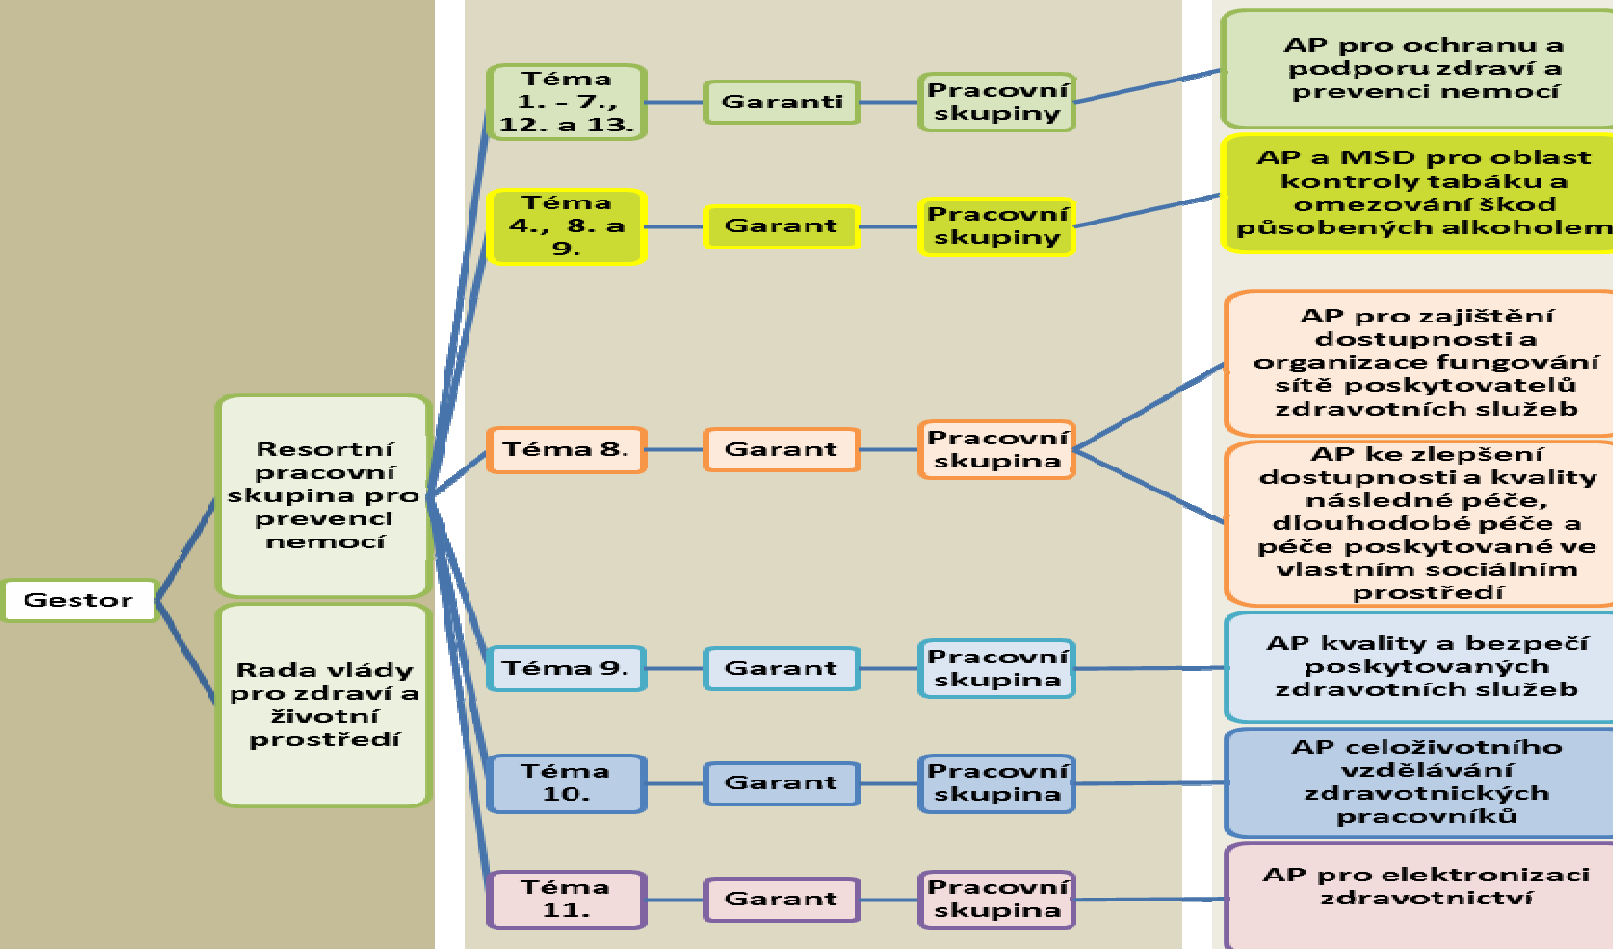 Gestor
Resortní
pracovní
skupina pro
prevenci
nemocí
Rada vlády
pro zdraví a
životní
prostředí
Téma
1. - 7.,
12. a 13.
Garanti
Pracovní
skupiny
AP pro ochranu a
podporu zdraví a
prevenci nemocí
Téma
4., 8. a
9.
Garant
Pracovní
skupiny
AP a MSD pro oblast
kontroly tabáku a
omezování škod
působených alkoholem
Téma 8.
Garant
Pracovní
skupina
AP pro zajištění
dostupnosti a
organizace fungování
sítě poskytovatelů
zdravotních služeb
AP ke zlepšení
dostupnosti a kvality
následné péče,
dlouhodobé péče a
péče poskytované ve
vlastním sociálním
prostředí
Téma 9.
Garant
Pracovní
skupina
AP kvality a bezpečí
poskytovaných
zdravotních služeb
Téma
10.
Garant
Pracovní
skupina
AP celoživotního
vzdělávání
zdravotnických
pracovníků
Téma
11.
Garant
Pracovní
skupina
AP pro elektronizaci
zdravotnictví